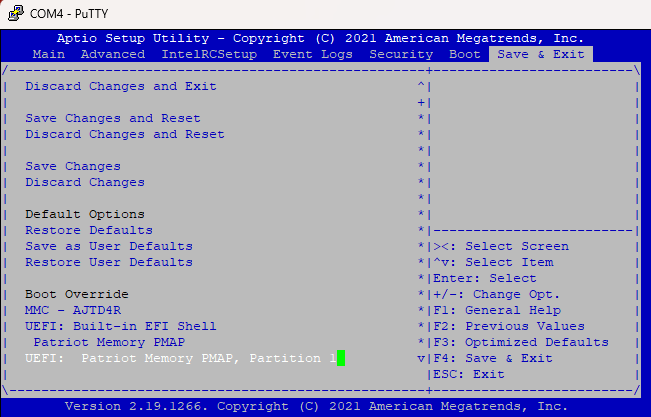 COM4 - PuTTY
Aptio Setup Utility - Copyright (C) 2021 American Megatrends, Inc.
Main Advanced IntelRCSetup Event Logs Security Boot Save & Exit
Discard Changes and Exit
Save Changes and Reset
Discard Changes and Reset
Save Changes
Discard Changes
Default Options
Restore Defaults
Save as User Defaults
Restore User Defaults
Boot Override
MMC - AJTD4R
UEFI: Built-in EFI Shell
Patriot Memory PMAP
UEFI:  Patriot Memory PMAP, Partition 1
><: Select Screen
^v: Select Item
Enter: Select
+/-: Change Opt.
F1: General Help
F2: Previous Values
F3: Optimized Defaults
F4: Save & Exit
ESC: Exit
Version 2.19.1266. Copyright (C) 2021 American Megatrends, Inc.